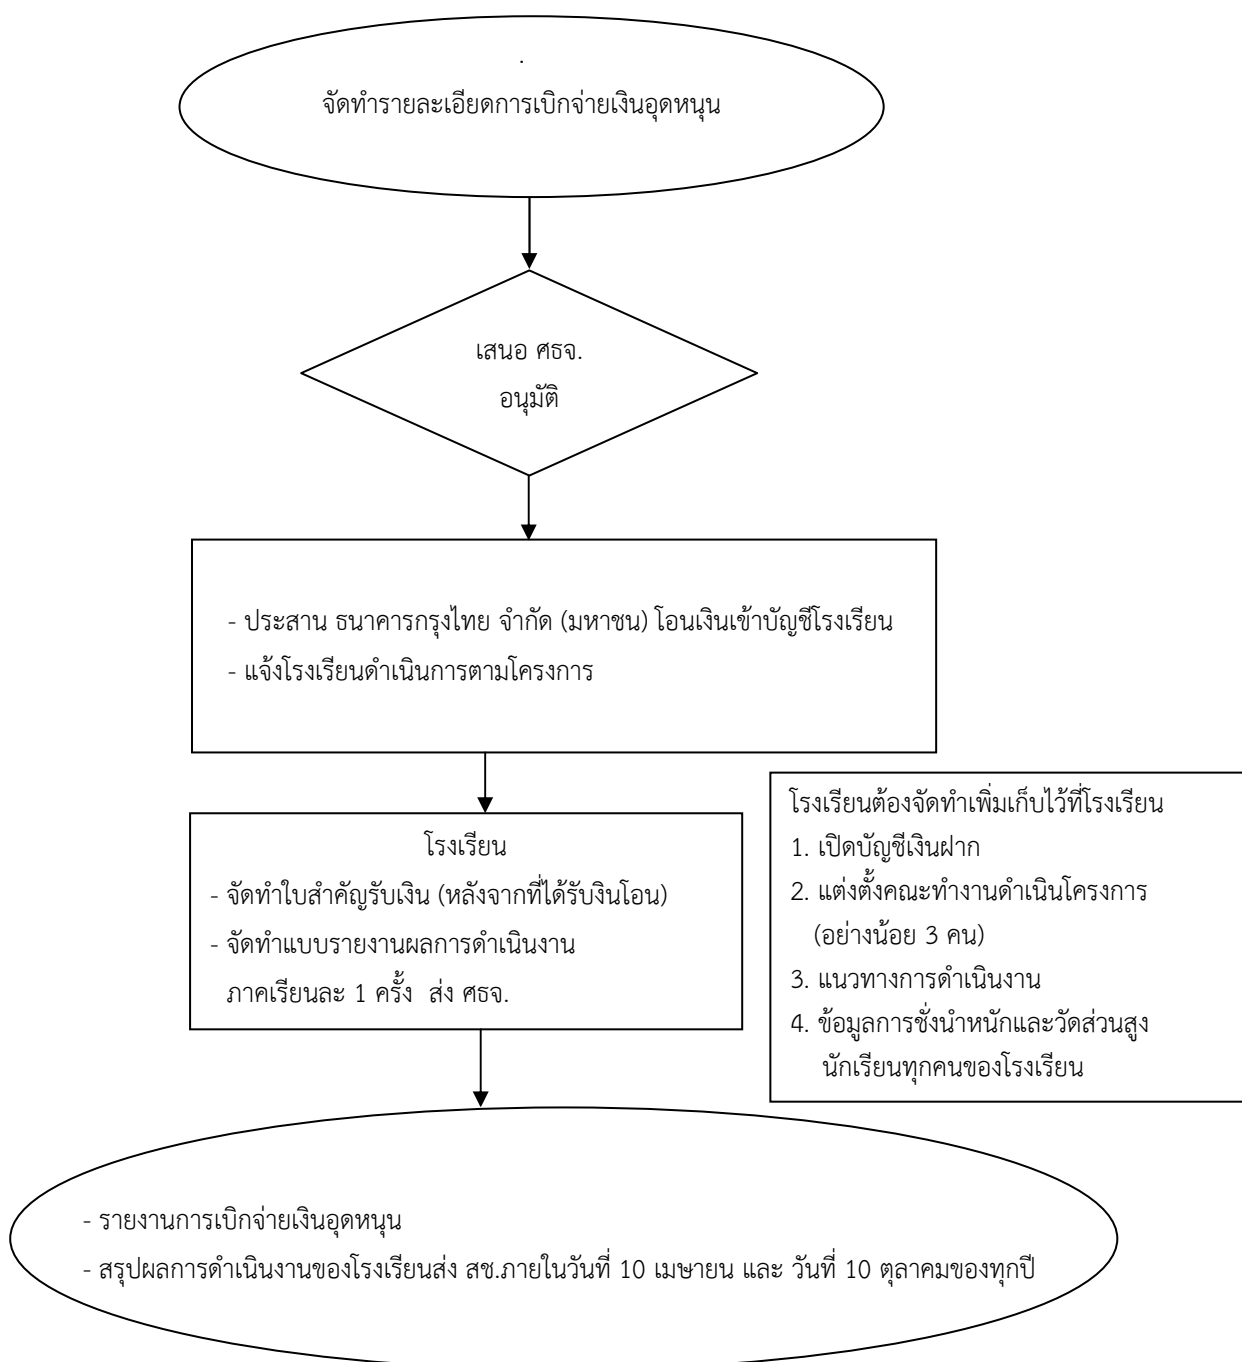 .
จัดทำรายละเอียดการเบิกจ่ายเงินอุดหนุน
เสนอ ศธจ.
อนุมัติ
- ประสาน ธนาคารกรุงไทย จำกัด (มหาชน) โอนเงินเข้าบัญชีโรงเรียน
- แจ้งโรงเรียนดำเนินการตามโครงการ
โรงเรียน
- จัดทำใบสำคัญรับเงิน (หลังจากที่ได้รับงินโอน)
- จัดทำแบบรายงานผลการดำเนินงาน
ภาคเรียนละ 1 ครั้ง ส่ง ศธจ.
โรงเรียนต้องจัดทำเพิ่มเก็บไว้ที่โรงเรียน
1. เปิดบัญชีเงินฝาก
2. แต่งตั้งคณะทำงานดำเนินโครงการ
(อย่างน้อย 3 คน)
3. แนวทางการดำเนินงาน
4. ข้อมูลการชั่งนำหนักและวัดส่วนสูง
นักเรียนทุกคนของโรงเรียน
- รายงานการเบิกจ่ายเงินอุดหนุน
- สรุปผลการดำเนินงานของโรงเรียนส่ง สช.ภายในวันที่ 10 เมษายน และ วันที่ 10 ตุลาคมของทุกปี